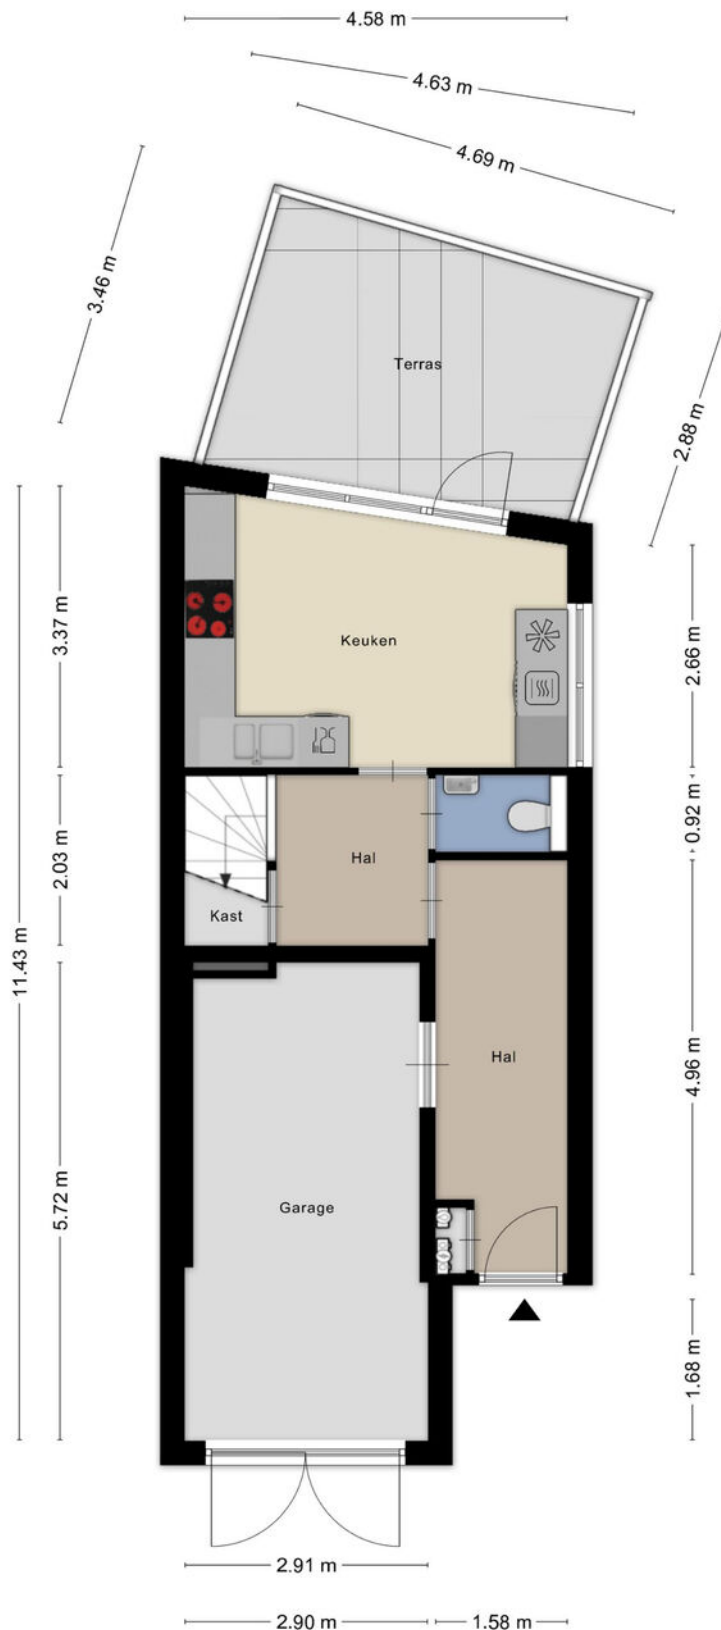 4.58 m
4.63 m
4.69 m
3.46 m
Terras
2.88 m
3.37 m
Keuken
2.66 m
0.92 m
2.03 m
Hal
Kast
11.43 m
4.96 m
Hal
5.72 m
Garage
1.68 m
2.91 m
2.90 m
1.58 m